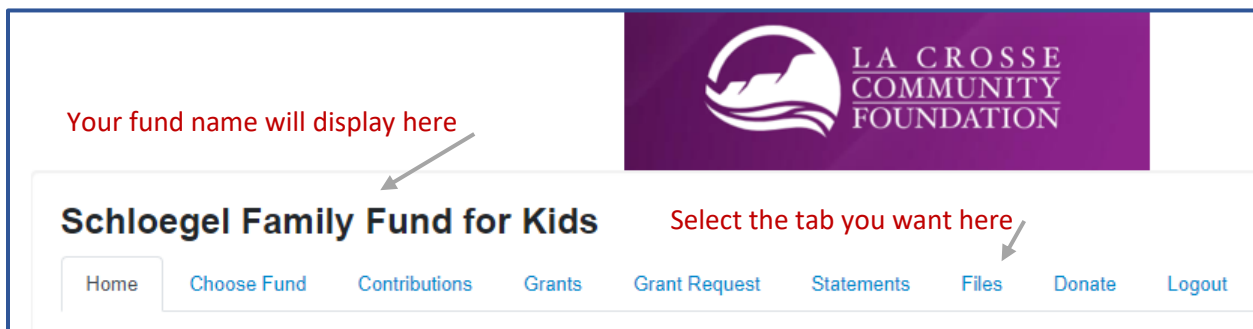 LA CROSSE
COMMUNITY
FOUNDATION
Your fund name will display here
Schloegel Family Fund for Kids
Select the tab you want here
Home Choose Fund Contributions Grants Grant Request Statements Files Donate Logout